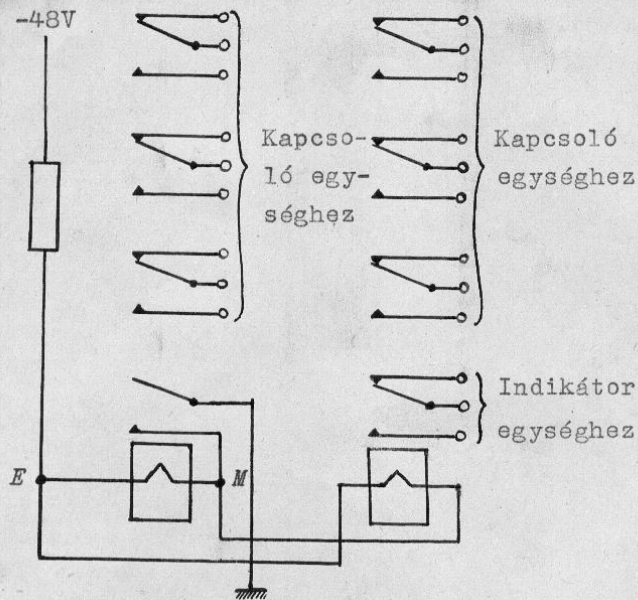 -48V
Kapcso-
ló egy-
séghez
Kapcsoló
egységhez
Indikátor
egységhez
E
M